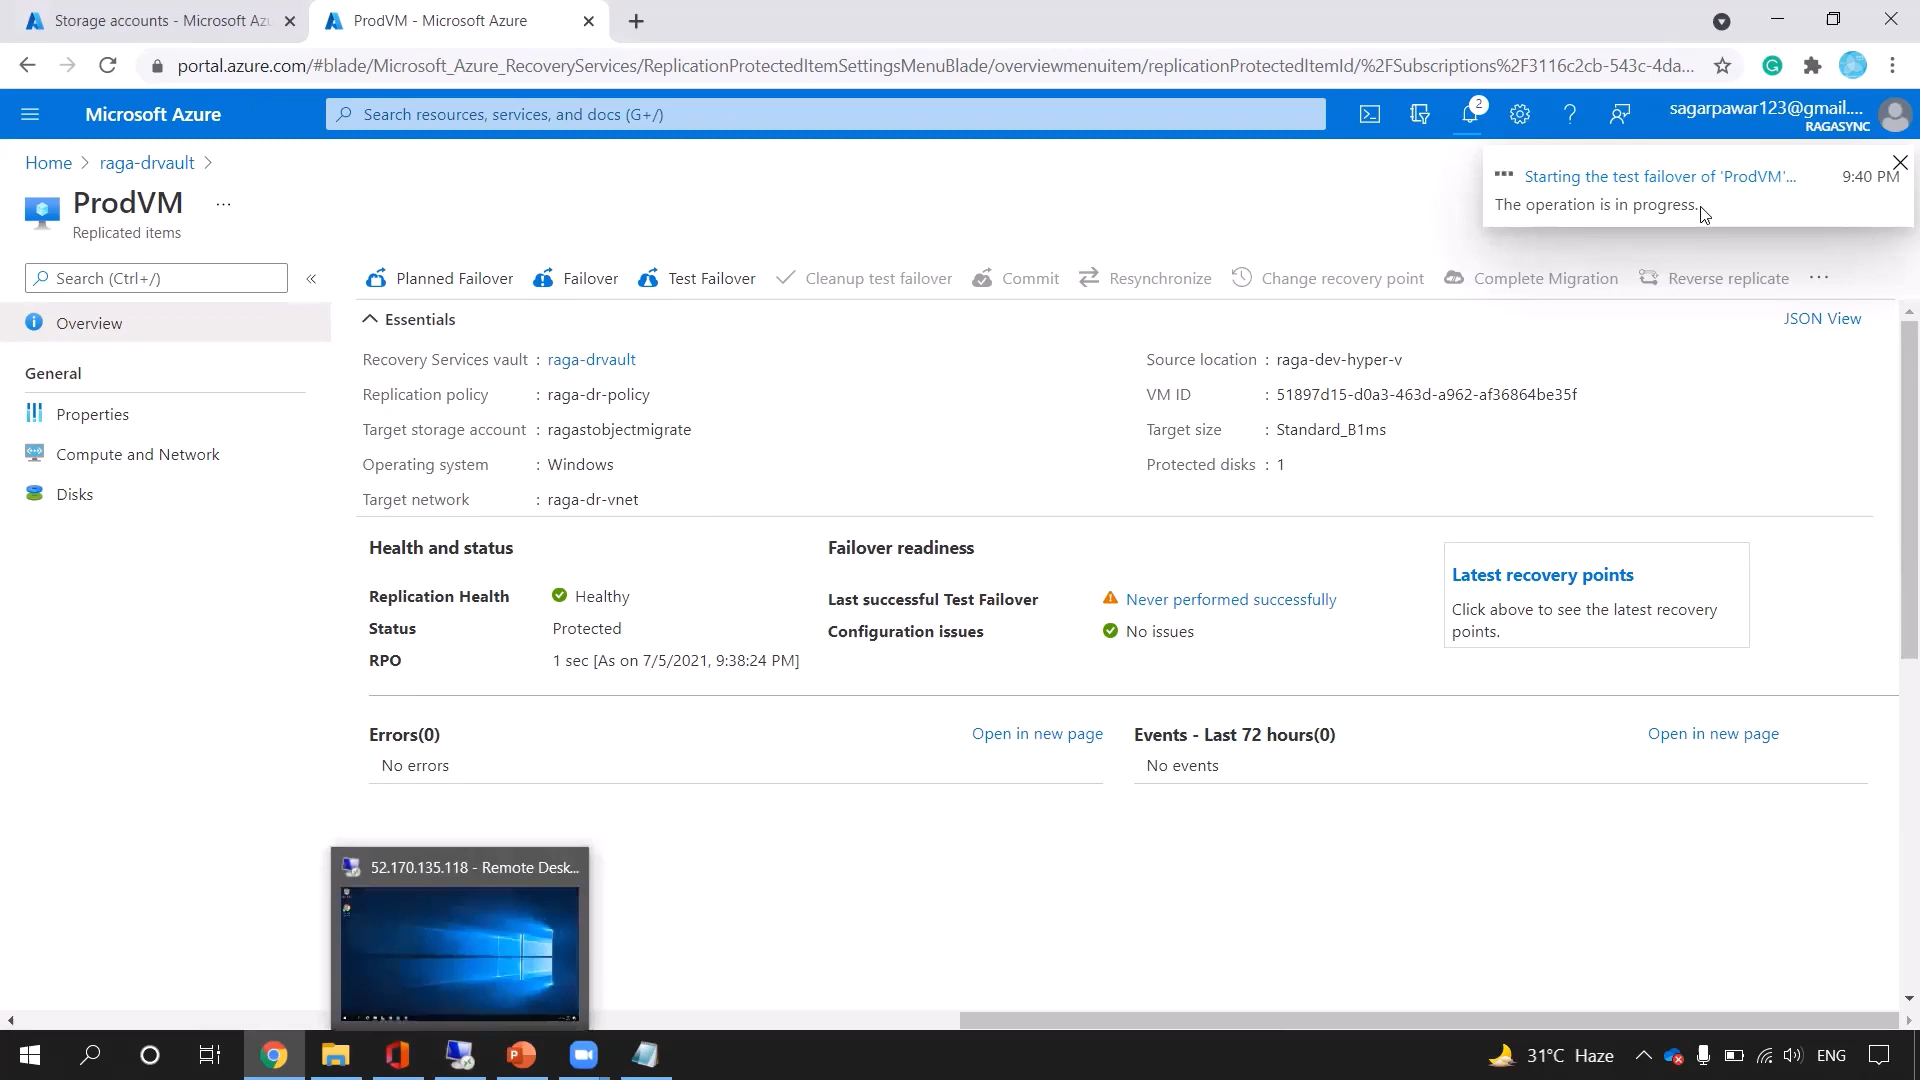 Storage accounts - Microsoft Azu
ProdVM - Microsoft Azure
portal.azure.com/#blade/Microsoft_Azure_RecoveryServices/ReplicationProtectedItemSettingsMenuBlade/overviewmenuitem/replicationProtectedItemId/%2FSubscriptions%2F3116c2cb-543c-4da...
Microsoft Azure
Search resources, services, and docs (G+/)
2
sagarpawar123@gmail....
RAGASYNC
Home > raga-drvault >
ProdVM ...
Replicated items
Starting the test failover of 'ProdVM'... 9:40 PM
The operation is in progress.
Search (Ctrl+/) «
Planned Failover Failover Test Failover Cleanup test failover Commit Resynchronize Change recovery point Complete Migration Reverse replicate ...
Overview
General
Properties
Compute and Network
Disks
Essentials JSON View
Recovery Services vault : raga-drvault
Replication policy : raga-dr-policy
Target storage account : ragastobjectmigrate
Operating system : Windows
Target network : raga-dr-vnet
Source location : raga-dev-hyper-v
VM ID : 51897d15-d0a3-463d-a962-af36864be35f
Target size : Standard_B1ms
Protected disks : 1
Health and status
Replication Health Healthy
Status Protected
RPO 1 sec [As on 7/5/2021, 9:38:24 PM]
Failover readiness
Last successful Test Failover Never performed successfully
Configuration issues No issues
Latest recovery points
Click above to see the latest recovery
points.
Errors(0) Open in new page
No errors
Events - Last 72 hours(0) Open in new page
No events
52.170.135.118 - Remote Desk...
31°C Haze ENG